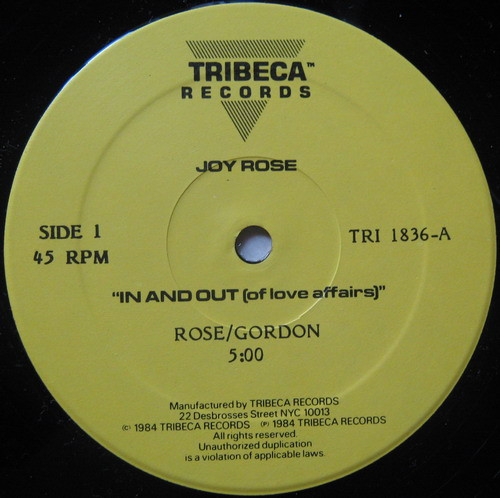 TRIBECA™
RECORDS
JOY ROSE
SIDE 1
45 RPM
TRI 1836-A
"IN AND OUT (of love affairs)"
ROSE/GORDON
5:00
Manufactured by TRIBECA RECORDS
22 Desbrosses Street NYC 10013
© 1984 TRIBECA RECORDS ℗ 1984 TRIBECA RECORDS
All rights reserved.
Unauthorized duplication
is a violation of applicable laws.